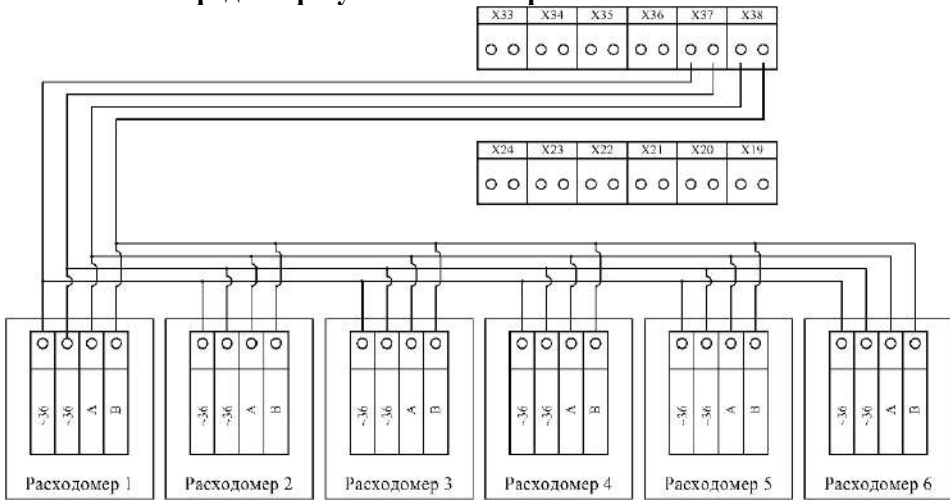 X33 X34 X35 X36 X37 X38
X24 X23 X22 X21 X20 X19
~36 ~36 A B ~36 ~36 A B ~36 ~36 A B ~36 ~36 A B ~36 ~36 A B ~36 ~36 A B
Расходомер 1 Расходомер 2 Расходомер 3 Расходомер 4 Расходомер 5 Расходомер 6